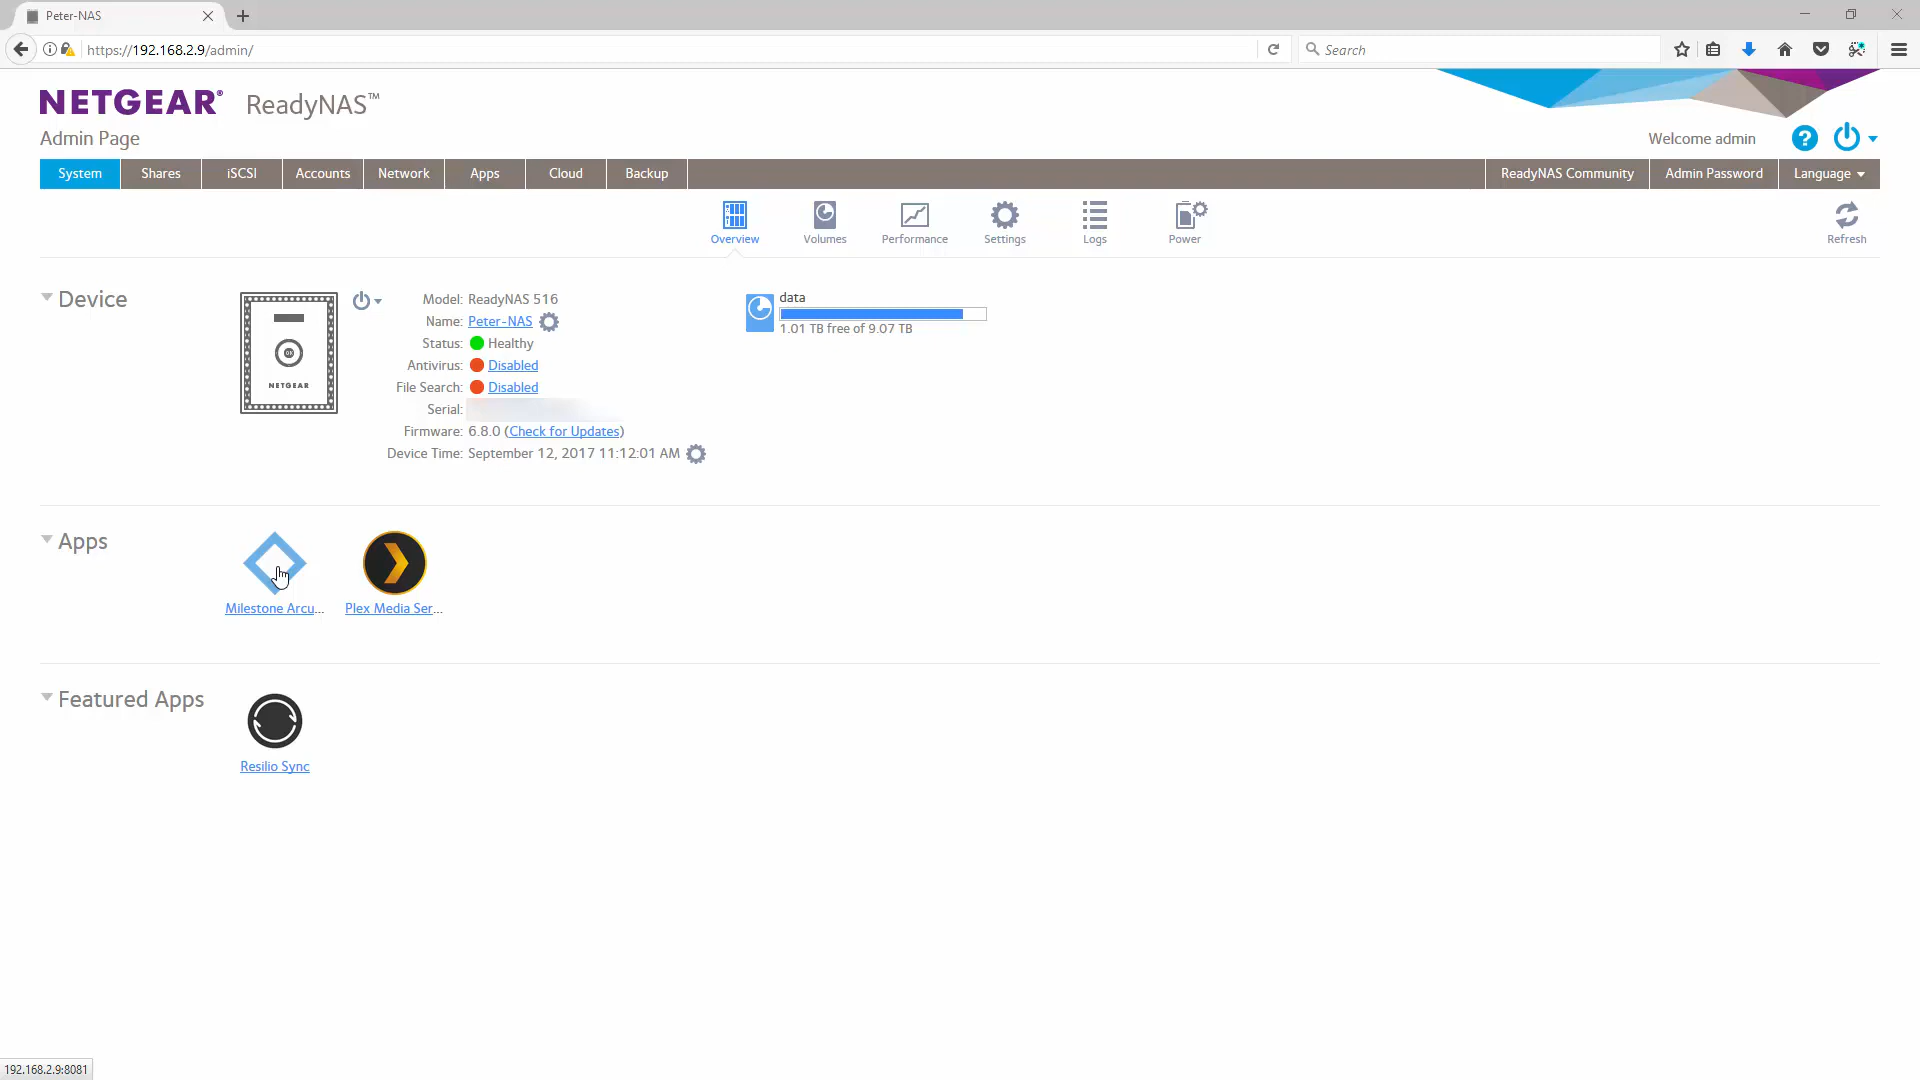 Peter-NAS
https://192.168.2.9/admin/
Search
NETGEAR® ReadyNAS™
Admin Page
Welcome admin
System Shares iSCSI Accounts Network Apps Cloud Backup ReadyNAS Community Admin Password Language
Overview Volumes Performance Settings Logs Power Refresh
Device
NETGEAR
Model: ReadyNAS 516
Name: Peter-NAS
Status: Healthy
Antivirus: Disabled
File Search: Disabled
Serial:
Firmware: 6.8.0 (Check for Updates)
Device Time: September 12, 2017 11:12:01 AM
data
1.01 TB free of 9.07 TB
Apps
Milestone Arcu...
Plex Media Ser...
Featured Apps
Resilio Sync
192.168.2.9:8081